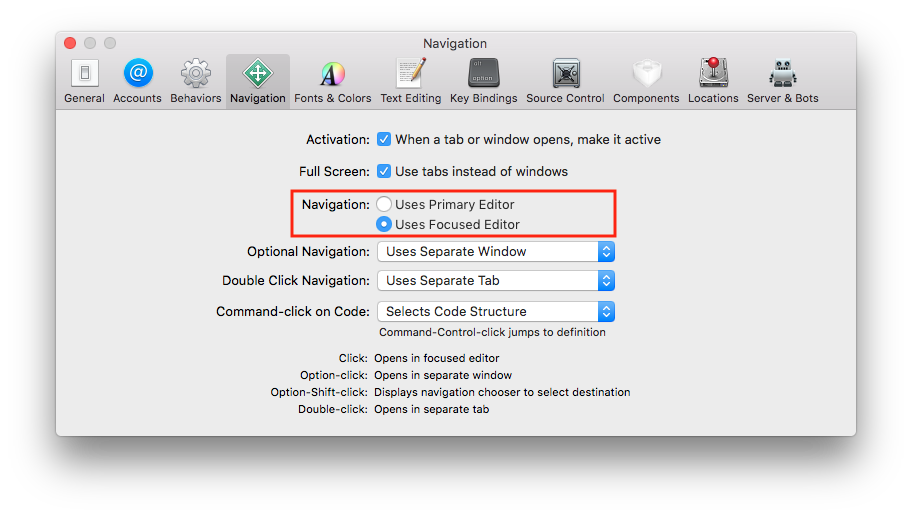 Navigation
General Accounts Behaviors Navigation Fonts & Colors Text Editing Key Bindings Source Control Components Locations Server & Bots
Activation: When a tab or window opens, make it active
Full Screen: Use tabs instead of windows
Navigation: Uses Primary Editor
Uses Focused Editor
Optional Navigation: Uses Separate Window
Double Click Navigation: Uses Separate Tab
Command-click on Code: Selects Code Structure
Command-Control-click jumps to definition
Click: Opens in focused editor
Option-click: Opens in separate window
Option-Shift-click: Displays navigation chooser to select destination
Double-click: Opens in separate tab